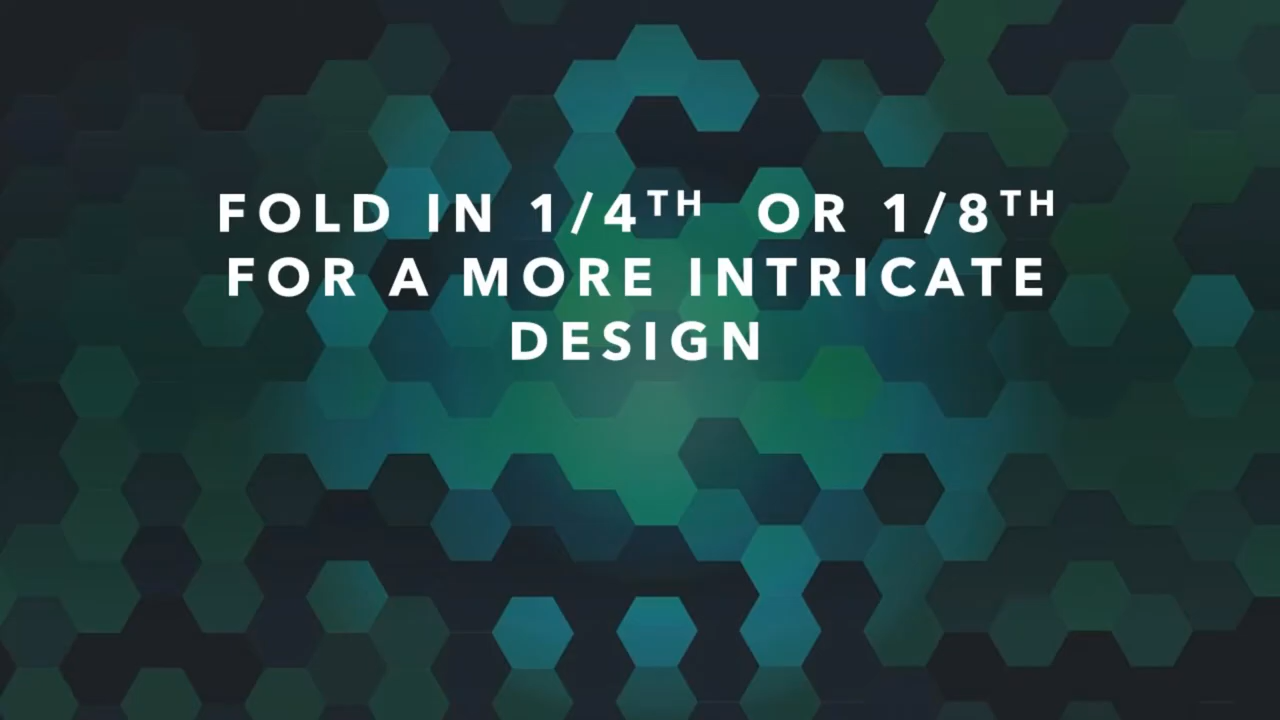 FOLD IN 1/4TH OR 1/8TH
FOR A MORE INTRICATE
DESIGN